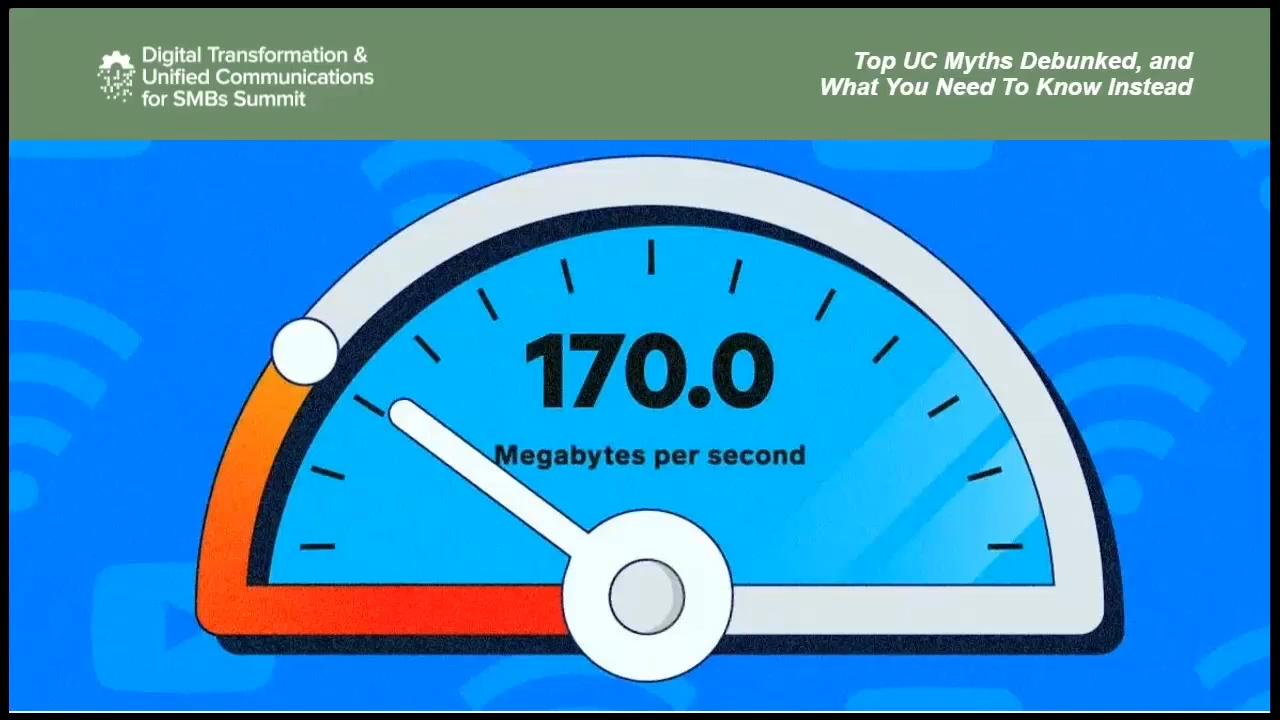 Digital Transformation &
Unified Communications
for SMBs Summit
Top UC Myths Debunked, and
What You Need To Know Instead
170.0
Megabytes per second